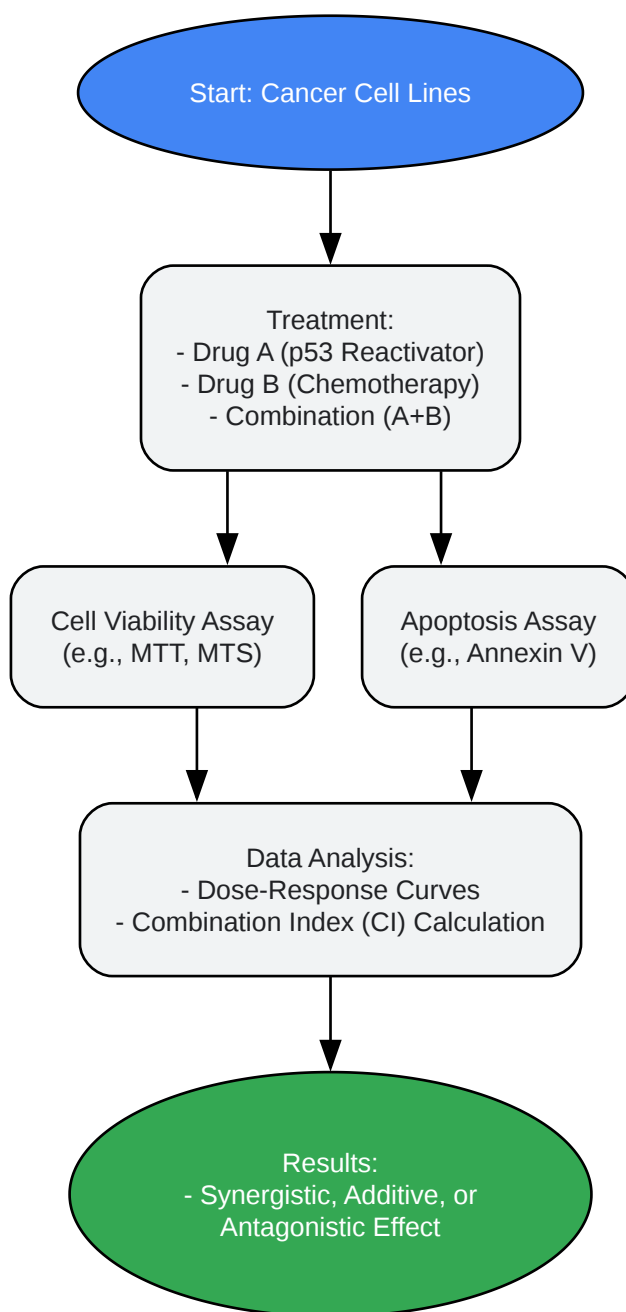 Start: Cancer Cell Lines
Treatment:
- Drug A (p53 Reactivator)
- Drug B (Chemotherapy)
- Combination (A+B)
Cell Viability Assay
(e.g., MTT, MTS)
Apoptosis Assay
(e.g., Annexin V)
Data Analysis:
- Dose-Response Curves
- Combination Index (CI) Calculation
Results:
- Synergistic, Additive, or
Antagonistic Effect